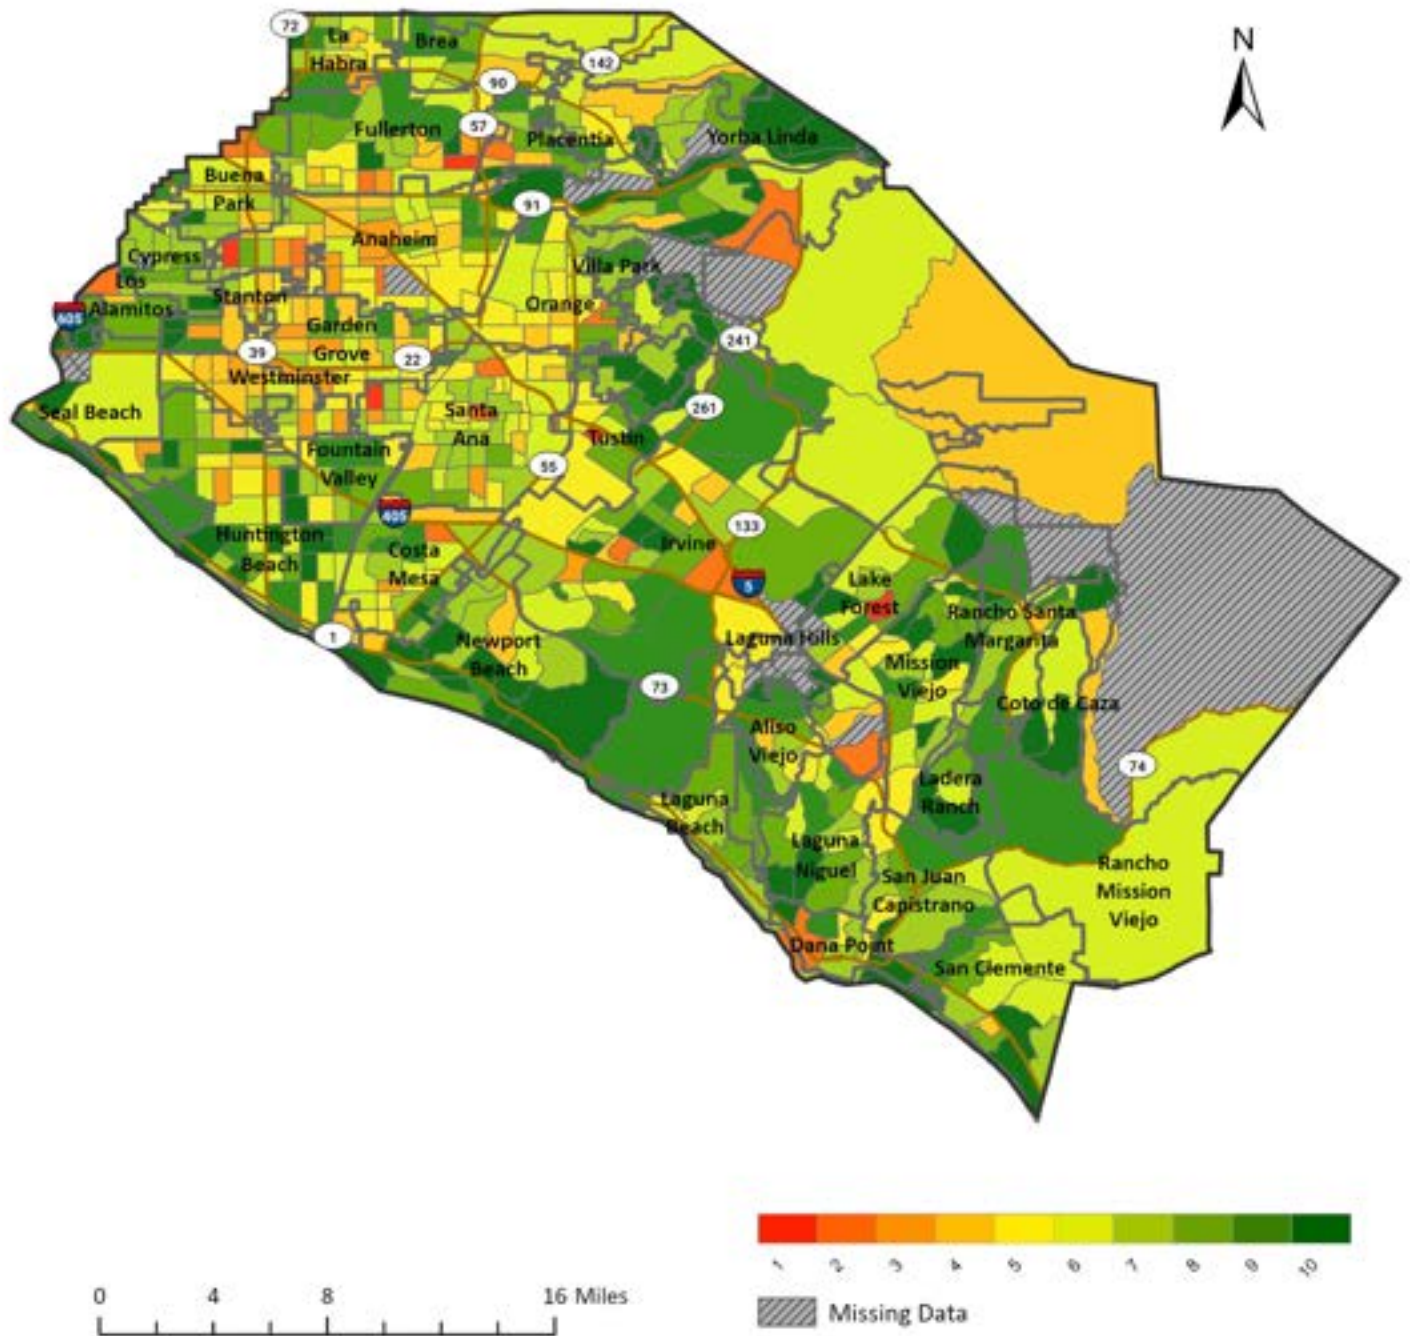 N
72
La
Habra
Brea
142
90
57
Fullerton
Placentia
Yorba Linda
Buena
Park
91
Anaheim
Cypress
Villa Park
Los
Alamitos
Stanton
Orange
605
Garden
Grove
241
39
22
Westminster
Seal Beach
Santa
Ana
261
Tustin
Fountain
Valley
55
405
133
Huntington
Beach
Irvine
Costa
Mesa
5
Lake
Forest
Rancho Santa
Margarita
1
Newport
Beach
Laguna Hills
Mission
Viejo
73
Coto de Caza
Aliso
Viejo
74
Ladera
Ranch
Laguna
Beach
Laguna
Niguel
San Juan
Capistrano
Rancho
Mission
Viejo
Dana Point
San Clemente
1 2 3 4 5 6 7 8 9 10
Missing Data
0 4 8 16 Miles